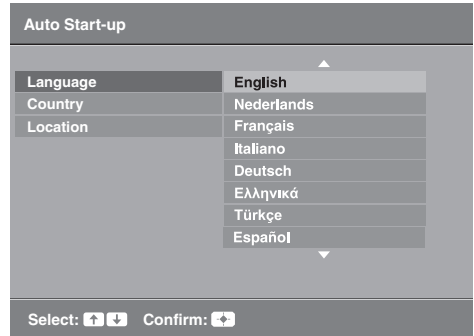 Auto Start-up
Language
English
Country
Nederlands
Location
Français
Italiano
Deutsch
Ελληνικά
Türkçe
Español
Select: Confirm: